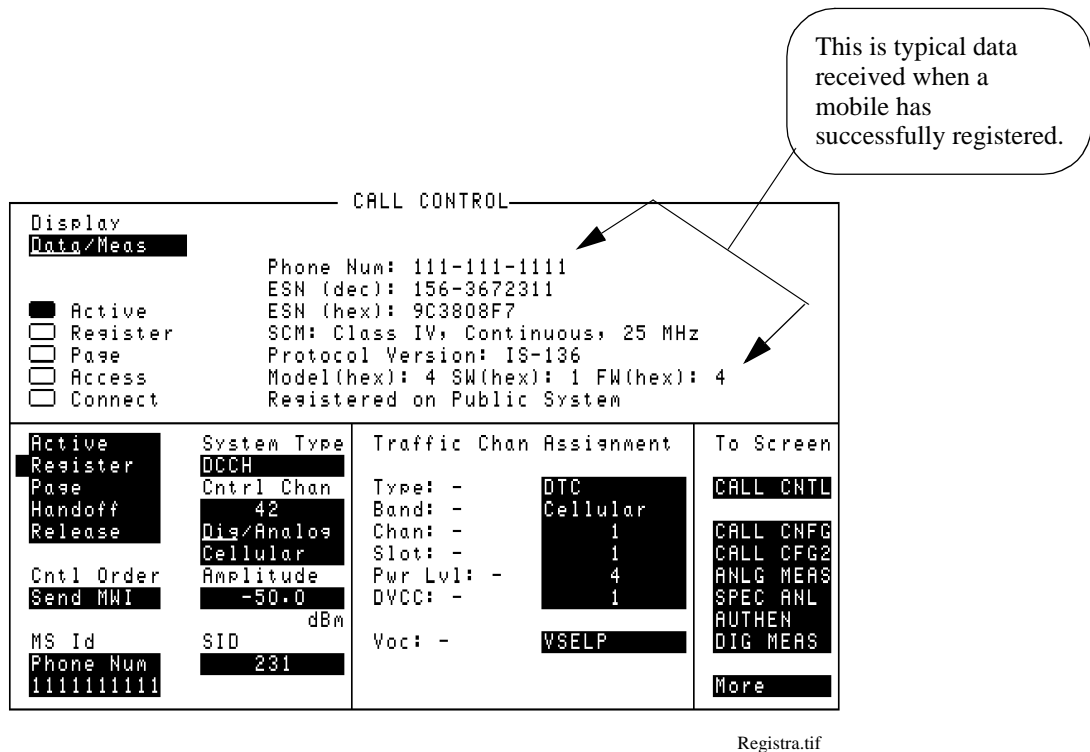 This is typical data
received when a
mobile has
successfully registered.
CALL CONTROL
Display
Data/Meas
Phone Num: 111-111-1111
ESN (dec): 156-3672311
Active
ESN (hex): 9C3808F7
Register
SCM: Class IV, Continuous, 25 MHz
Page
Protocol Version: IS-136
Access
Model(hex): 4 SW(hex): 1 FW(hex): 4
Connect
Registered on Public System
Active
Register
Page
Handoff
Release
Cntl Order
Send MWI
MS Id
Phone Num
1111111111
System Type
DCCH
Cntrl Chan
42
Dig/Analog
Cellular
Amplitude
-50.0
dBm
SID
231
Traffic Chan Assignment
Type: - DTC
Band: - Cellular
Chan: - 1
Slot: - 1
Pwr Lvl: - 4
DVCC: - 1
Voc: - VSELP
To Screen
CALL CNTL
CALL CNFG
CALL CFG2
ANLG MEAS
SPEC ANL
AUTHEN
DIG MEAS
More
Registra.tif